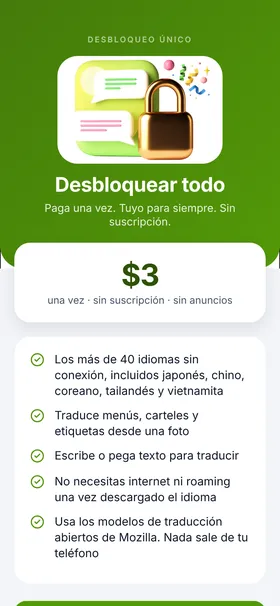 DESBLOQUEO ÚNICO
Desbloquear todo
Paga una vez. Tuyo para siempre. Sin
suscripción.
$3
una vez · sin suscripción · sin anuncios
Los más de 40 idiomas sin
conexión, incluidos japonés, chino,
coreano, tailandés y vietnamita
Traduce menús, carteles y
etiquetas desde una foto
Escribe o pega texto para traducir
No necesitas internet ni roaming
una vez descargado el idioma
Usa los modelos de traducción
abiertos de Mozilla. Nada sale de tu
teléfono